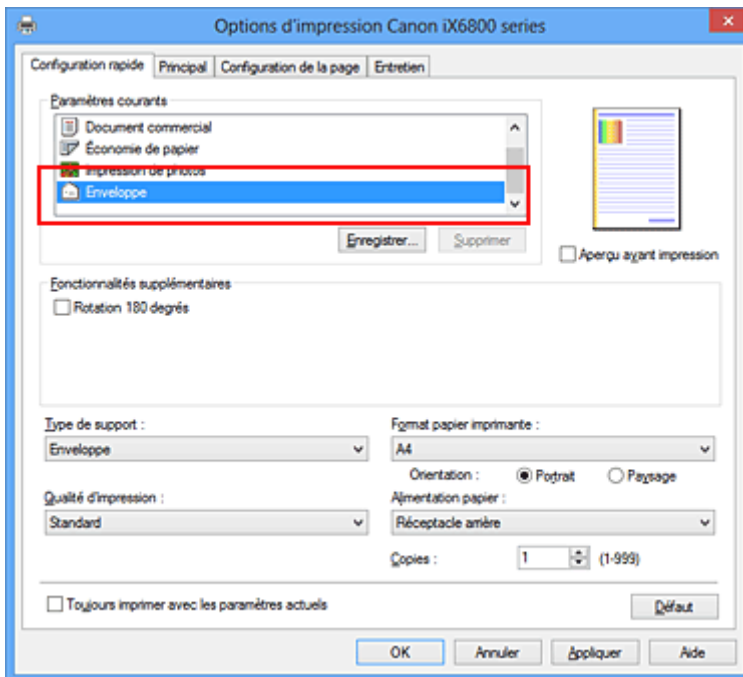 Options d'impression Canon iX6800 series
Configuration rapide Principal Configuration de la page Entretien
Paramètres courants
Document commercial
Économie de papier
Impression de photos
Enveloppe
Enregistrer... Supprimer
Aperçu avant impression
Fonctionnalités supplémentaires
Rotation 180 degrés
Type de support :
Enveloppe
Format papier imprimante :
A4
Orientation : Portrait Paysage
Qualité d'impression :
Standard
Alimentation papier :
Réceptacle arrière
Copies : 1 (1-999)
Toujours imprimer avec les paramètres actuels
Défaut
OK Annuler Appliquer Aide